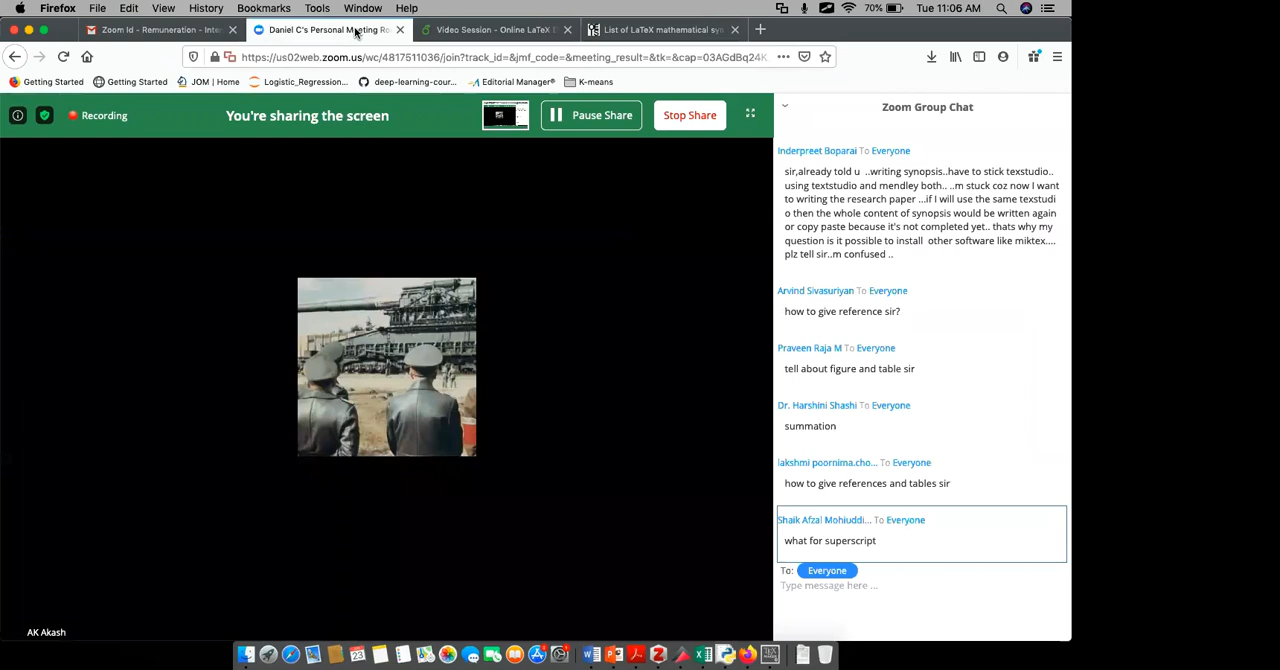 Firefox File Edit View History Bookmarks Tools Window Help 70% Tue 11:06 AM
Zoom Id - Remuneration - Inte
Daniel C's Personal Meeting Ro
Video Session - Online LaTeX E
List of LaTeX mathematical sym
https://us02web.zoom.us/wc/4817511036/join?track_id=&jmf_code=&meeting_result=&tk=&cap=03AGdBq24K
Getting Started Getting Started JOM | Home Logistic_Regression... deep-learning-cour... Editorial Manager® K-means
Recording
You're sharing the screen
Pause Share
Stop Share
Zoom Group Chat
Inderpreet Boparai To Everyone
sir,already told u ..writing synopsis..have to stick texstudio..
using textstudio and mendley both.. ..m stuck coz now I want
to writing the research paper ...if I will use the same texstudi
o then the whole content of synopsis would be written again
or copy paste because it's not completed yet.. thats why my
question is it possible to install other software like miktex....
plz tell sir..m confused ..
Arvind Sivasuriyan To Everyone
how to give reference sir?
Praveen Raja M To Everyone
tell about figure and table sir
Dr. Harshini Shashi To Everyone
summation
lakshmi poornima.cho... To Everyone
how to give references and tables sir
Shaik Afzal Mohiuddi... To Everyone
what for superscript
To: Everyone
Type message here ...
AK Akash